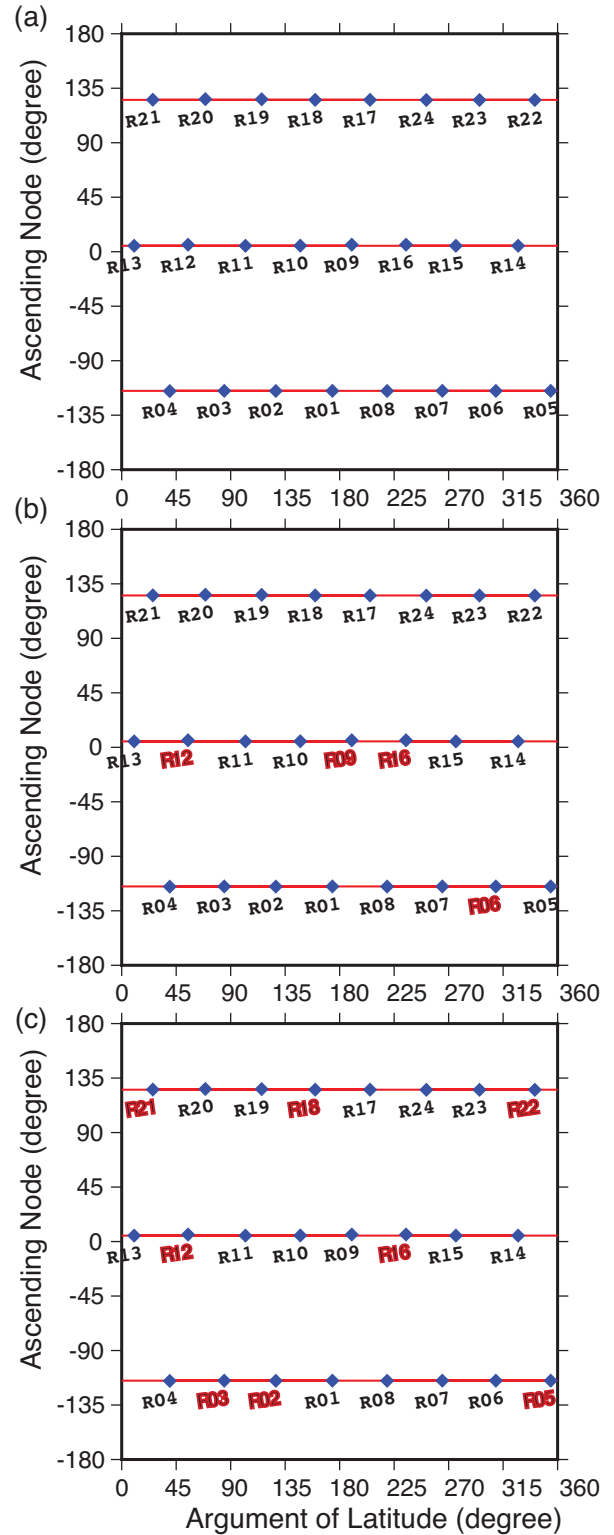 (a)
Ascending Node (degree)
180
135
R21 R20 R19 R18 R17 R24 R23 R22
90
45
0
R13 R12 R11 R10 R09 R16 R15 R14
-45
-90
-135
R04 R03 R02 R01 R08 R07 R06 R05
-180
0 45 90 135 180 225 270 315 360
(b)
Ascending Node (degree)
180
135
R21 R20 R19 R18 R17 R24 R23 R22
90
45
0
R13 R12 R11 R10 R09 R16 R15 R14
-45
-90
-135
R04 R03 R02 R01 R08 R07 R06 R05
-180
0 45 90 135 180 225 270 315 360
(c)
Ascending Node (degree)
180
135
R21 R20 R19 R18 R17 R24 R23 R22
90
45
0
R13 R12 R11 R10 R09 R16 R15 R14
-45
-90
-135
R04 R03 R02 R01 R08 R07 R06 R05
-180
0 45 90 135 180 225 270 315 360
Argument of Latitude (degree)